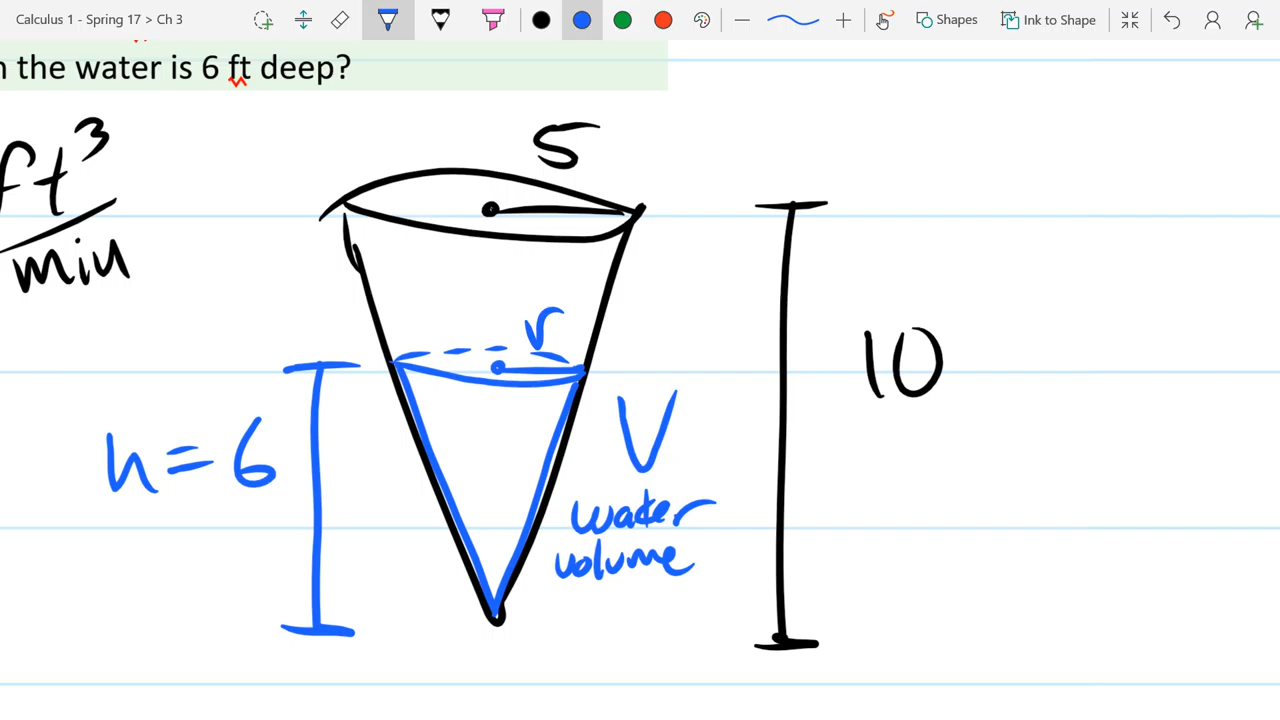 Calculus 1 - Spring 17 > Ch 3
Shapes
Ink to Shape
n the water is 6 ft deep?
ft³
min
5
r
10
h = 6
V
water
volume